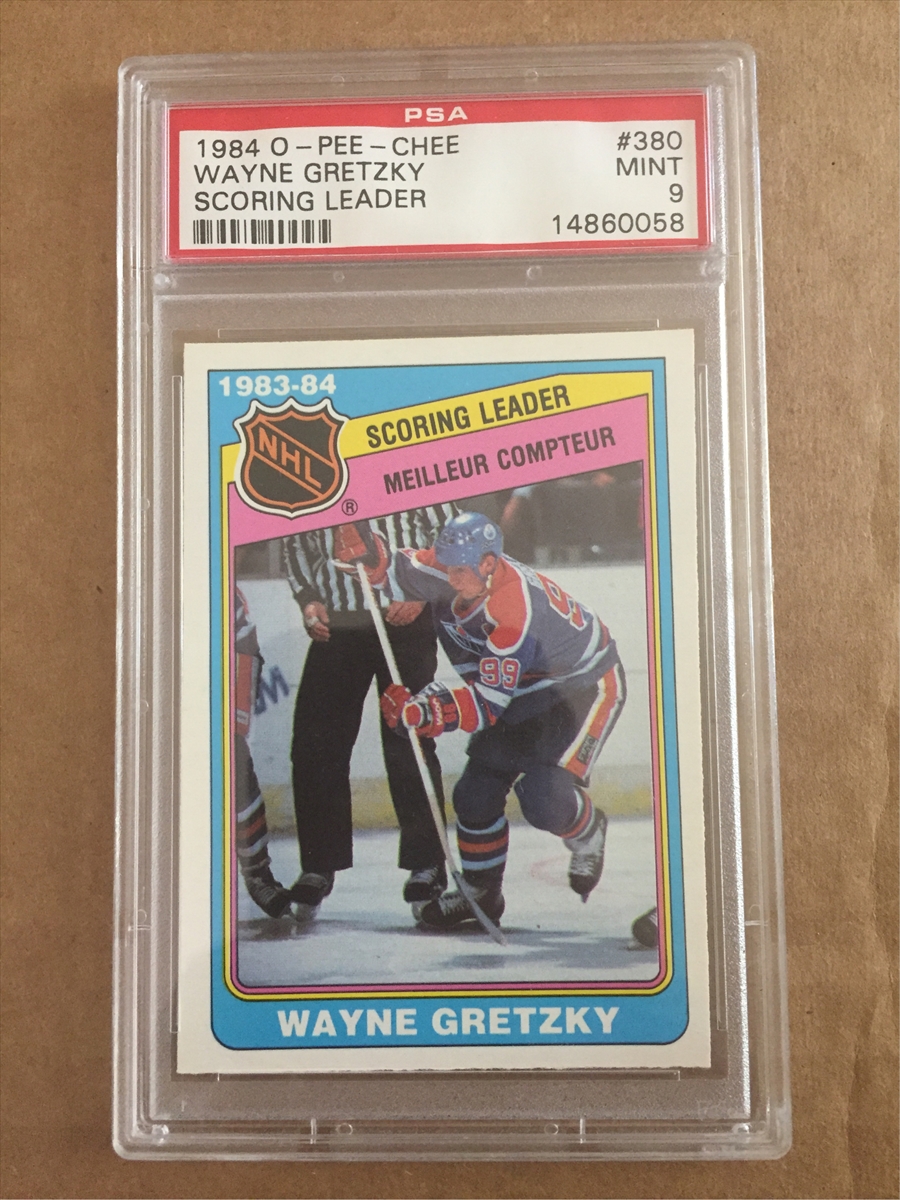 PSA
1984 O-PEE-CHEE #380
WAYNE GRETZKY MINT
SCORING LEADER 9
14860058
1983-84
NHL
®
SCORING LEADER
MEILLEUR COMPTEUR
99
WAYNE GRETZKY